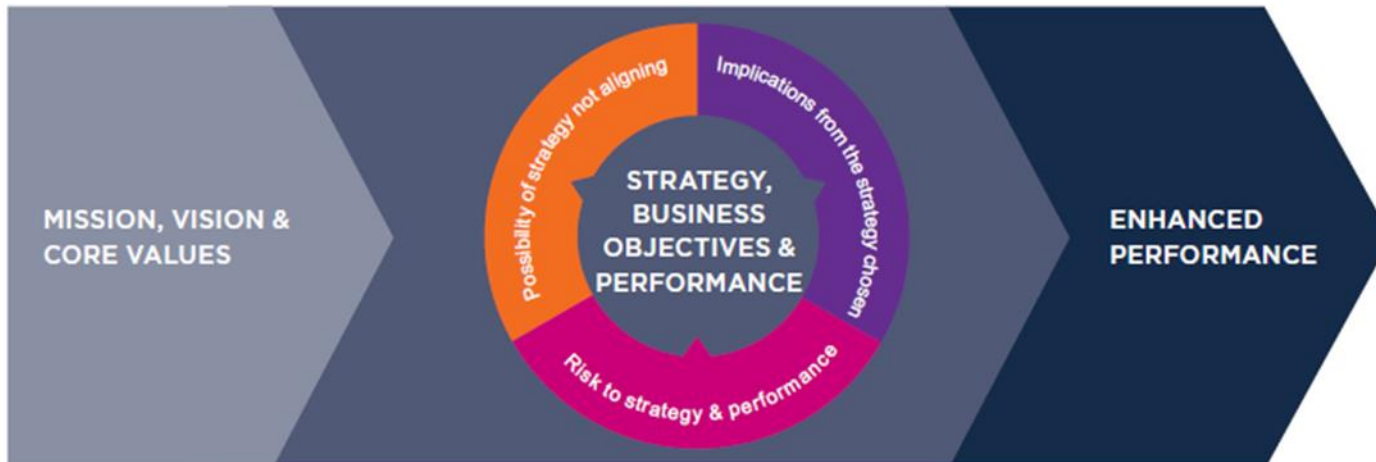 MISSION, VISION &
CORE VALUES
Possibility of strategy not aligning
Implications from the strategy chosen
STRATEGY,
BUSINESS
OBJECTIVES &
PERFORMANCE
Risk to strategy & performance
ENHANCED
PERFORMANCE